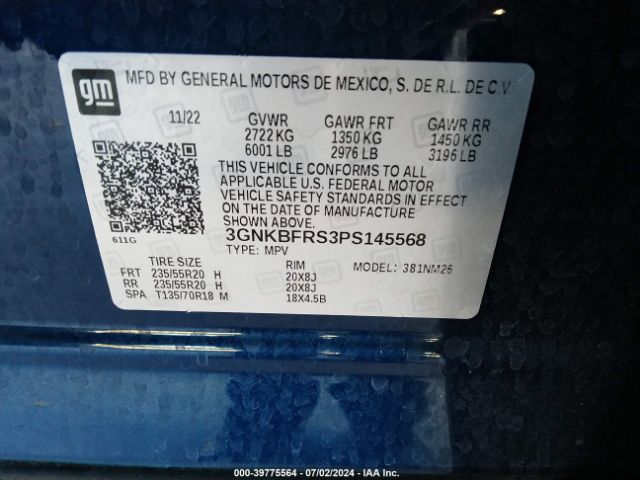 gm
MFD BY GENERAL MOTORS DE MEXICO, S. DE R.L. DE C.V.
11/22 GVWR GAWR FRT GAWR RR
2722 KG 1350 KG 1450 KG
6001 LB 2976 LB 3196 LB
THIS VEHICLE CONFORMS TO ALL
APPLICABLE U.S. FEDERAL MOTOR
VEHICLE SAFETY STANDARDS IN EFFECT
ON THE DATE OF MANUFACTURE
SHOWN ABOVE.
611G
3GNKBFRS3PS145568
TYPE: MPV
TIRE SIZE RIM MODEL: 381NM26
FRT 235/55R20 H 20X8J
RR 235/55R20 H 20X8J
SPA T135/70R18 M 18X4.5B
000-39775564 / 07/02/2024 / IAA Inc.